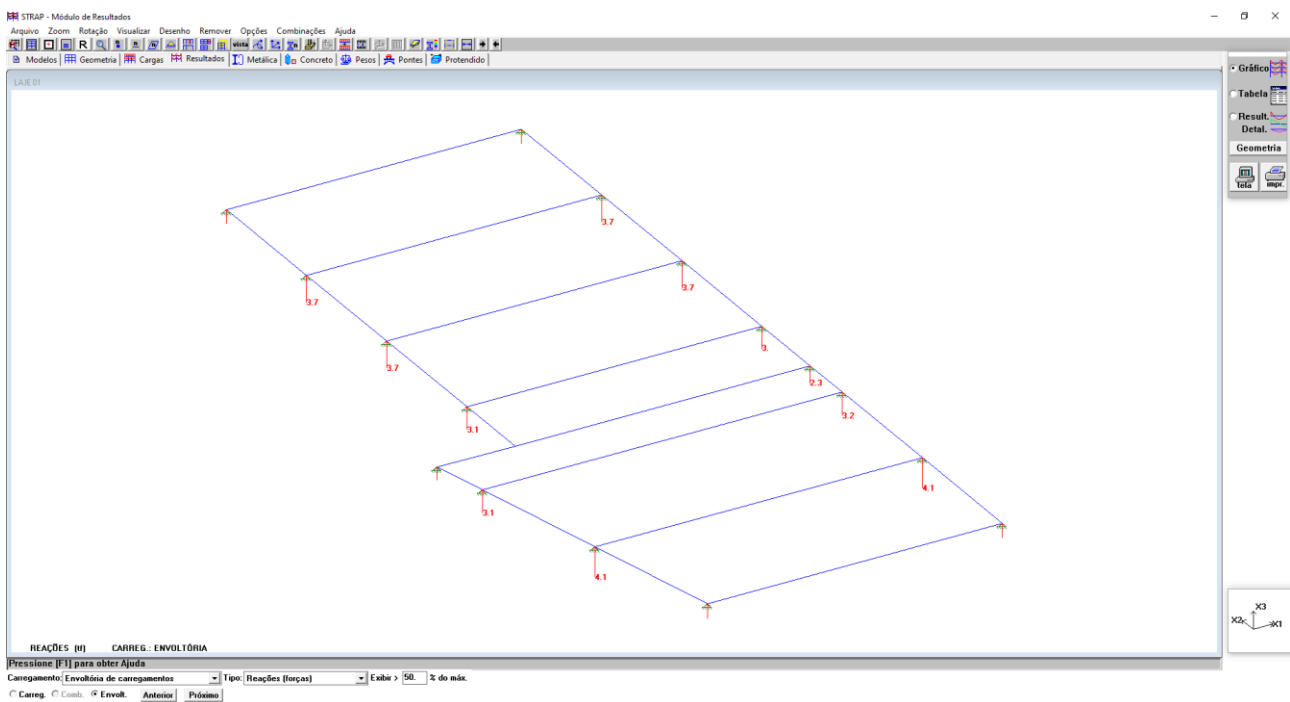 STRAP - Módulo de Resultados
Arquivo Zoom Rotação Visualizar Desenho Remover Opções Combinações Ajuda
R vista
Modelos Geometria Cargas Resultados Metálica Concreto Pesos Pontes Protendido
LAJE 01
Gráfico
Tabela
Result.
Detal.
Geometria
tela impr.
3.7
3.7
3.7
3.7
3.
2.3
3.2
3.1
4.1
3.1
4.1
X3
X2 X1
REAÇÕES (tf) CARREG.: ENVOLTÓRIA
Pressione [F1] para obter Ajuda
Carregamento: Envoltória de carregamentos Tipo: Reações (forças) Exibir > 50. % do máx.
Carreg. Comb. Envolt. Anterior Próximo